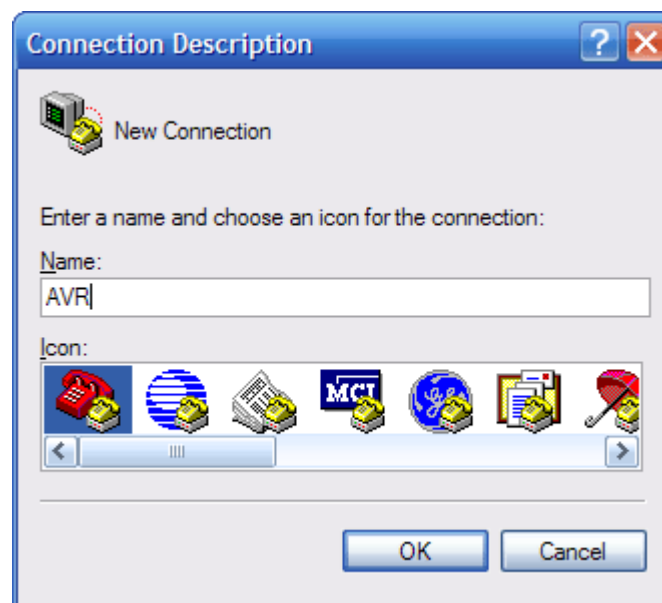 Connection Description
New Connection
Enter a name and choose an icon for the connection:
Name:
AVR
Icon:
MCI
OK
Cancel